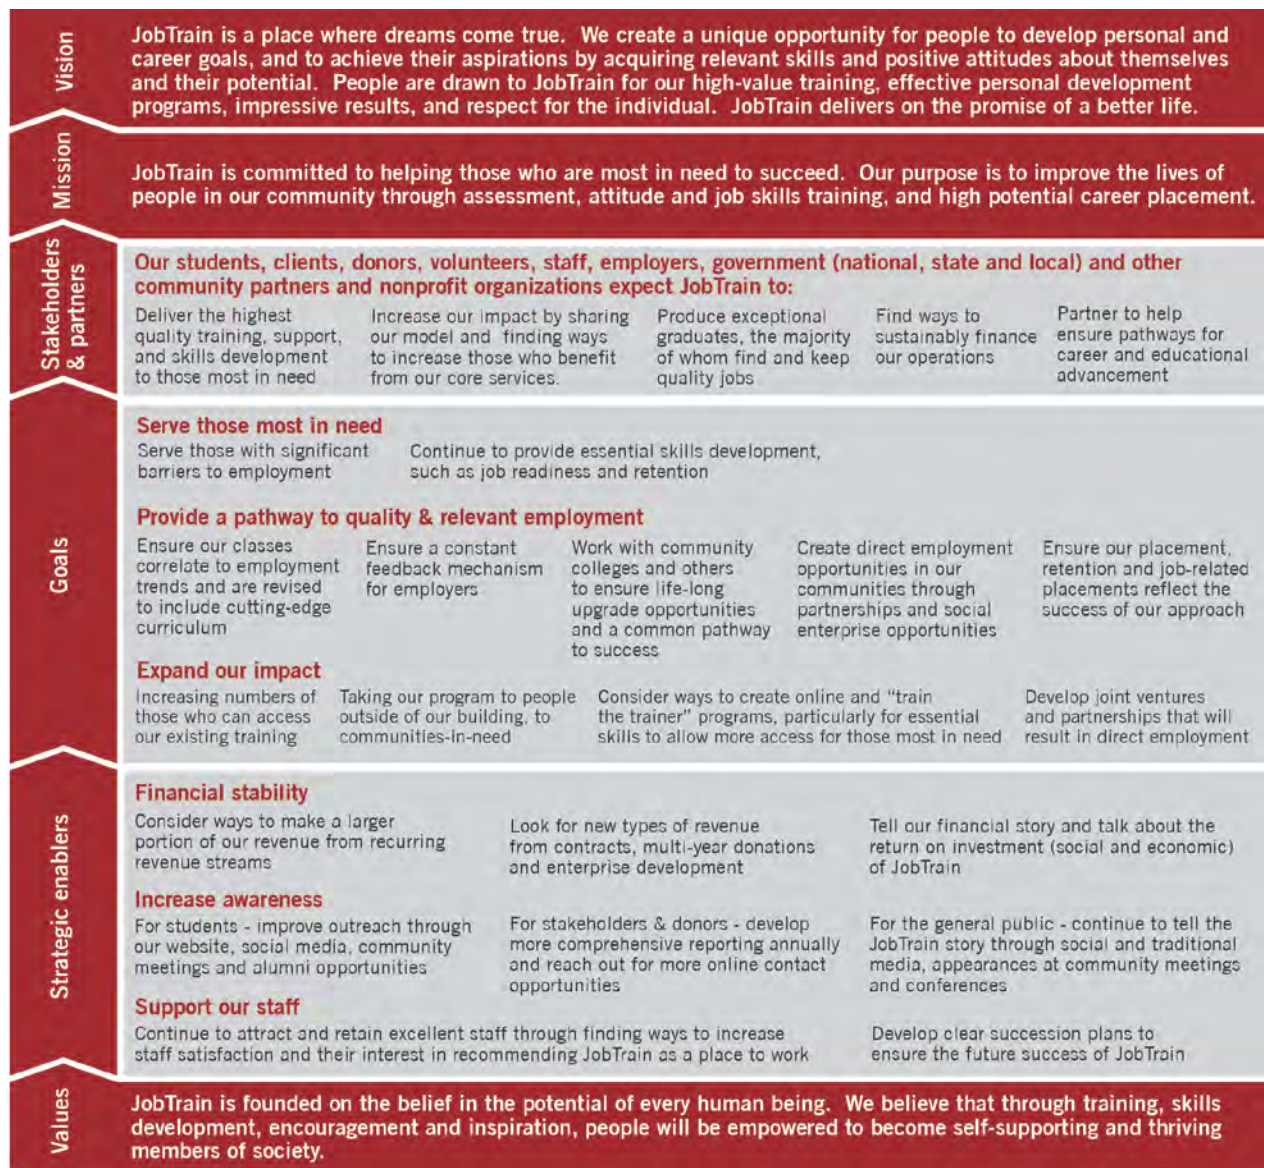 Vision
JobTrain is a place where dreams come true. We create a unique opportunity for people to develop personal and
career goals, and to achieve their aspirations by acquiring relevant skills and positive attitudes about themselves
and their potential. People are drawn to JobTrain for our high-value training, effective personal development
programs, impressive results, and respect for the individual. JobTrain delivers on the promise of a better life.
Mission
JobTrain is committed to helping those who are most in need to succeed. Our purpose is to improve the lives of
people in our community through assessment, attitude and job skills training, and high potential career placement.
Stakeholders
& partners
Our students, clients, donors, volunteers, staff, employers, government (national, state and local) and other
community partners and nonprofit organizations expect JobTrain to:
Deliver the highest
quality training, support,
and skills development
to those most in need
Increase our impact by sharing
our model and finding ways
to increase those who benefit
from our core services.
Produce exceptional
graduates, the majority
of whom find and keep
quality jobs
Find ways to
sustainably finance
our operations
Partner to help
ensure pathways for
career and educational
advancement
Goals
Serve those most in need
Serve those with significant
barriers to employment
Continue to provide essential skills development,
such as job readiness and retention
Provide a pathway to quality & relevant employment
Ensure our classes
correlate to employment
trends and are revised
to include cutting-edge
curriculum
Ensure a constant
feedback mechanism
for employers
Work with community
colleges and others
to ensure life-long
upgrade opportunities
and a common pathway
to success
Create direct employment
opportunities in our
communities through
partnerships and social
enterprise opportunities
Ensure our placement,
retention and job-related
placements reflect the
success of our approach
Expand our impact
Increasing numbers of
those who can access
our existing training
Taking our program to people
outside of our building, to
communities-in-need
Consider ways to create online and “train
the trainer” programs, particularly for essential
skills to allow more access for those most in need
Develop joint ventures
and partnerships that will
result in direct employment
Strategic enablers
Financial stability
Consider ways to make a larger
portion of our revenue from recurring
revenue streams
Look for new types of revenue
from contracts, multi-year donations
and enterprise development
Tell our financial story and talk about the
return on investment (social and economic)
of JobTrain
Increase awareness
For students - improve outreach through
our website, social media, community
meetings and alumni opportunities
For stakeholders & donors - develop
more comprehensive reporting annually
and reach out for more online contact
opportunities
For the general public - continue to tell the
JobTrain story through social and traditional
media, appearances at community meetings
and conferences
Support our staff
Continue to attract and retain excellent staff through finding ways to increase
staff satisfaction and their interest in recommending JobTrain as a place to work
Develop clear succession plans to
ensure the future success of JobTrain
Values
JobTrain is founded on the belief in the potential of every human being. We believe that through training, skills
development, encouragement and inspiration, people will be empowered to become self-supporting and thriving
members of society.